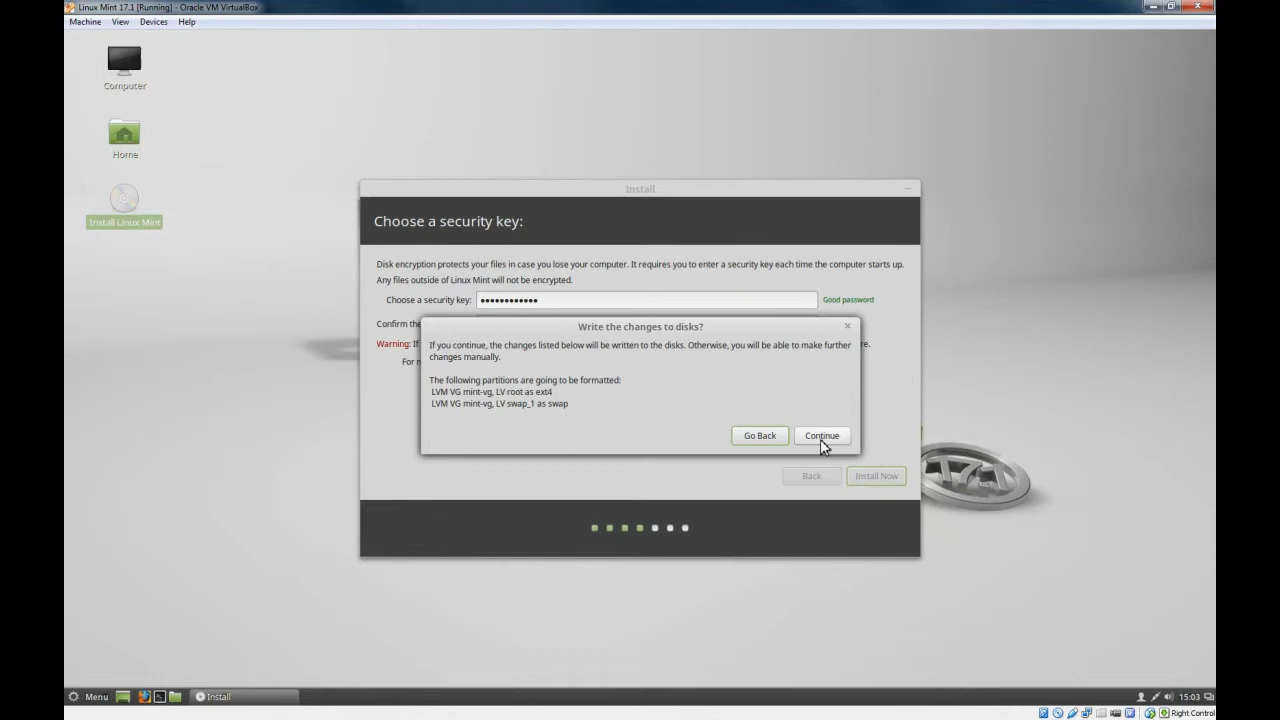 Linux Mint 17.1 [Running] - Oracle VM VirtualBox
Machine View Devices Help
Computer
Home
Install Linux Mint
Install
Choose a security key:
Disk encryption protects your files in case you lose your computer. It requires you to enter a security key each time the computer starts up.
Any files outside of Linux Mint will not be encrypted.
Choose a security key: ●●●●●●●●●●●● Good password
Confirm the
Warning: If
For
Write the changes to disks?
If you continue, the changes listed below will be written to the disks. Otherwise, you will be able to make further
changes manually.
The following partitions are going to be formatted:
LVM VG mint-vg, LV root as ext4
LVM VG mint-vg, LV swap_1 as swap
Go Back Continue
Back Install Now
17.1
Menu Install 15:03
Right Control